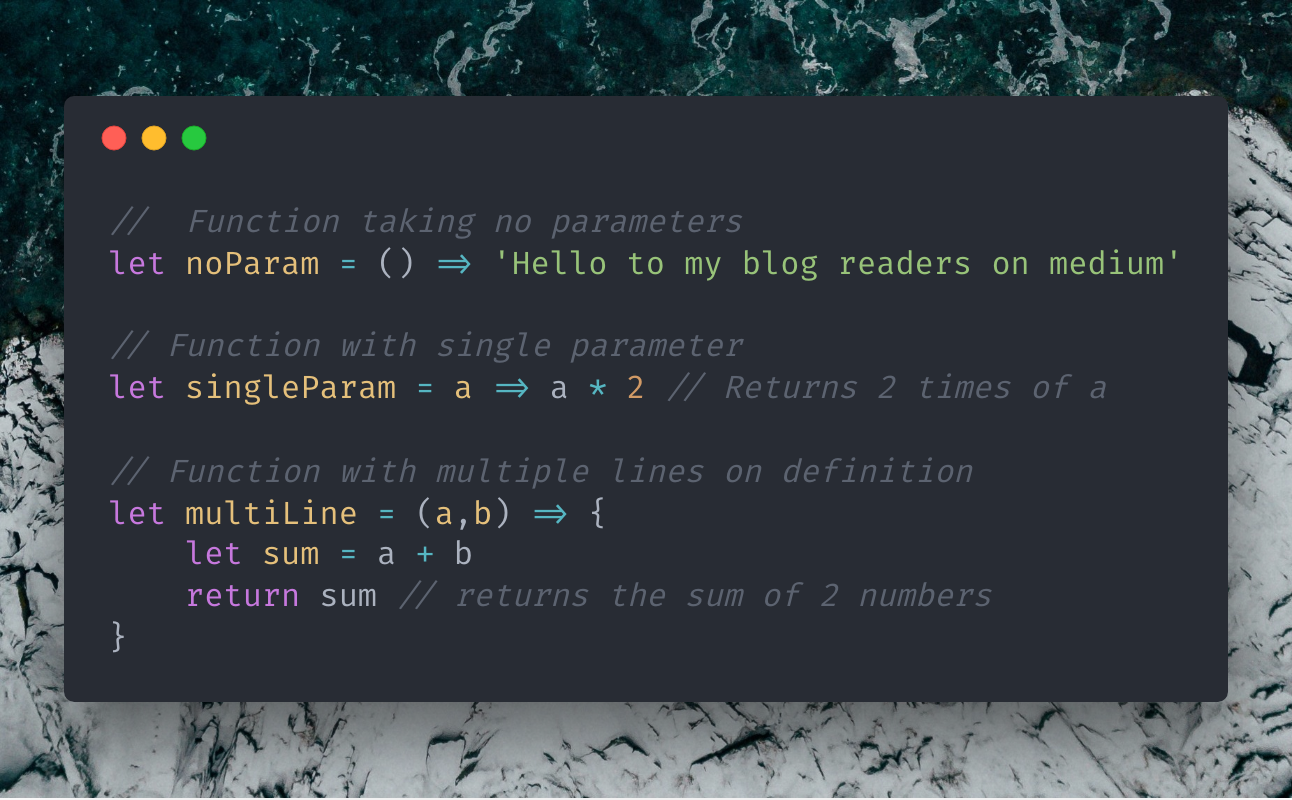 //  Function taking no parameters
let noParam = () => 'Hello to my blog readers on medium'
// Function with single parameter
let singleParam = a => a * 2 // Returns 2 times of a
// Function with multiple lines on definition
let multiLine = (a,b) => {
    let sum = a + b
    return sum // returns the sum of 2 numbers
}